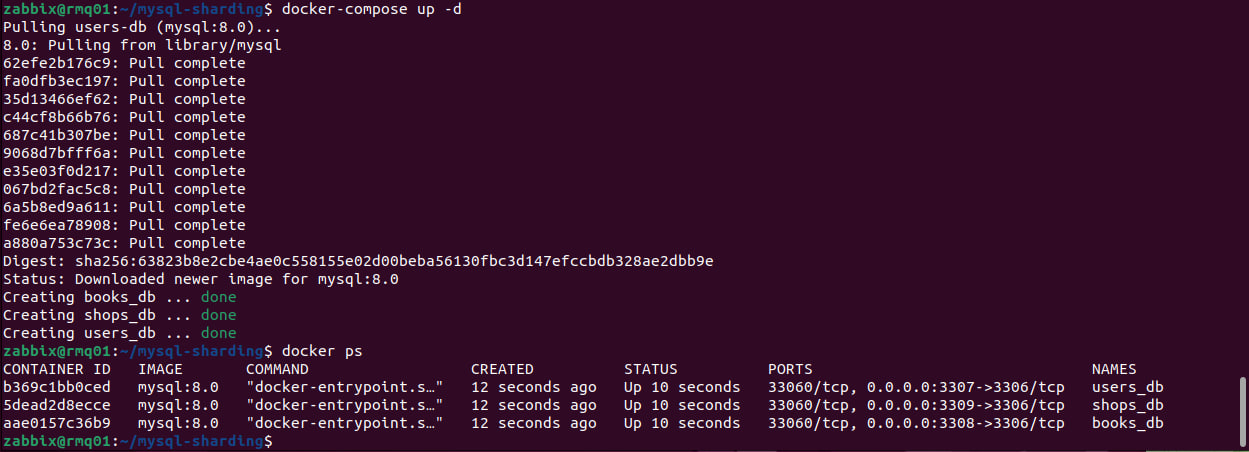 zabbix@rmq01:~/mysql-sharding$ docker-compose up -d
Pulling users-db (mysql:8.0)...
8.0: Pulling from library/mysql
62efe2b176c9: Pull complete
fa0dfb3ec197: Pull complete
35d13466ef62: Pull complete
c44cf8b66b76: Pull complete
687c41b307be: Pull complete
9068d7bfff6a: Pull complete
e35e03f0d217: Pull complete
067bd2fac5c8: Pull complete
6a5b8ed9a611: Pull complete
fe6e6ea78908: Pull complete
a880a753c73c: Pull complete
Digest: sha256:63823b8e2cbe4ae0c558155e02d00beba56130fbc3d147efccbdb328ae2dbb9e
Status: Downloaded newer image for mysql:8.0
Creating books_db ... done
Creating shops_db ... done
Creating users_db ... done
zabbix@rmq01:~/mysql-sharding$ docker ps
CONTAINER ID   IMAGE       COMMAND                  CREATED          STATUS          PORTS                               NAMES
b369c1bb0ced   mysql:8.0   "docker-entrypoint.s…"   12 seconds ago   Up 10 seconds   33060/tcp, 0.0.0.0:3307->3306/tcp   users_db
5dead2d8ecce   mysql:8.0   "docker-entrypoint.s…"   12 seconds ago   Up 10 seconds   33060/tcp, 0.0.0.0:3309->3306/tcp   shops_db
aae0157c36b9   mysql:8.0   "docker-entrypoint.s…"   12 seconds ago   Up 10 seconds   33060/tcp, 0.0.0.0:3308->3306/tcp   books_db
zabbix@rmq01:~/mysql-sharding$